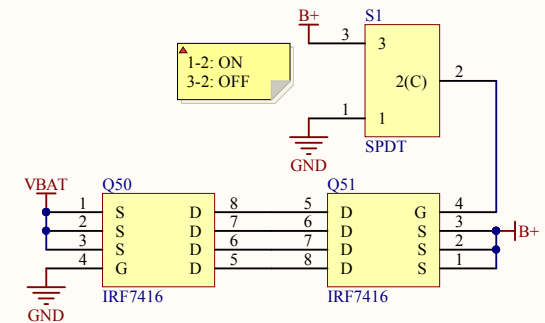 B+
S1
3
3
1-2: ON
3-2: OFF
2(C)
2
1
1
GND
SPDT
VBAT
Q50
Q51
1 S D 8 5 D G 4
2 S D 7 6 D S 3
B+
3 S D 6 7 D S 2
4 G D 5 8 D S 1
IRF7416
IRF7416
GND